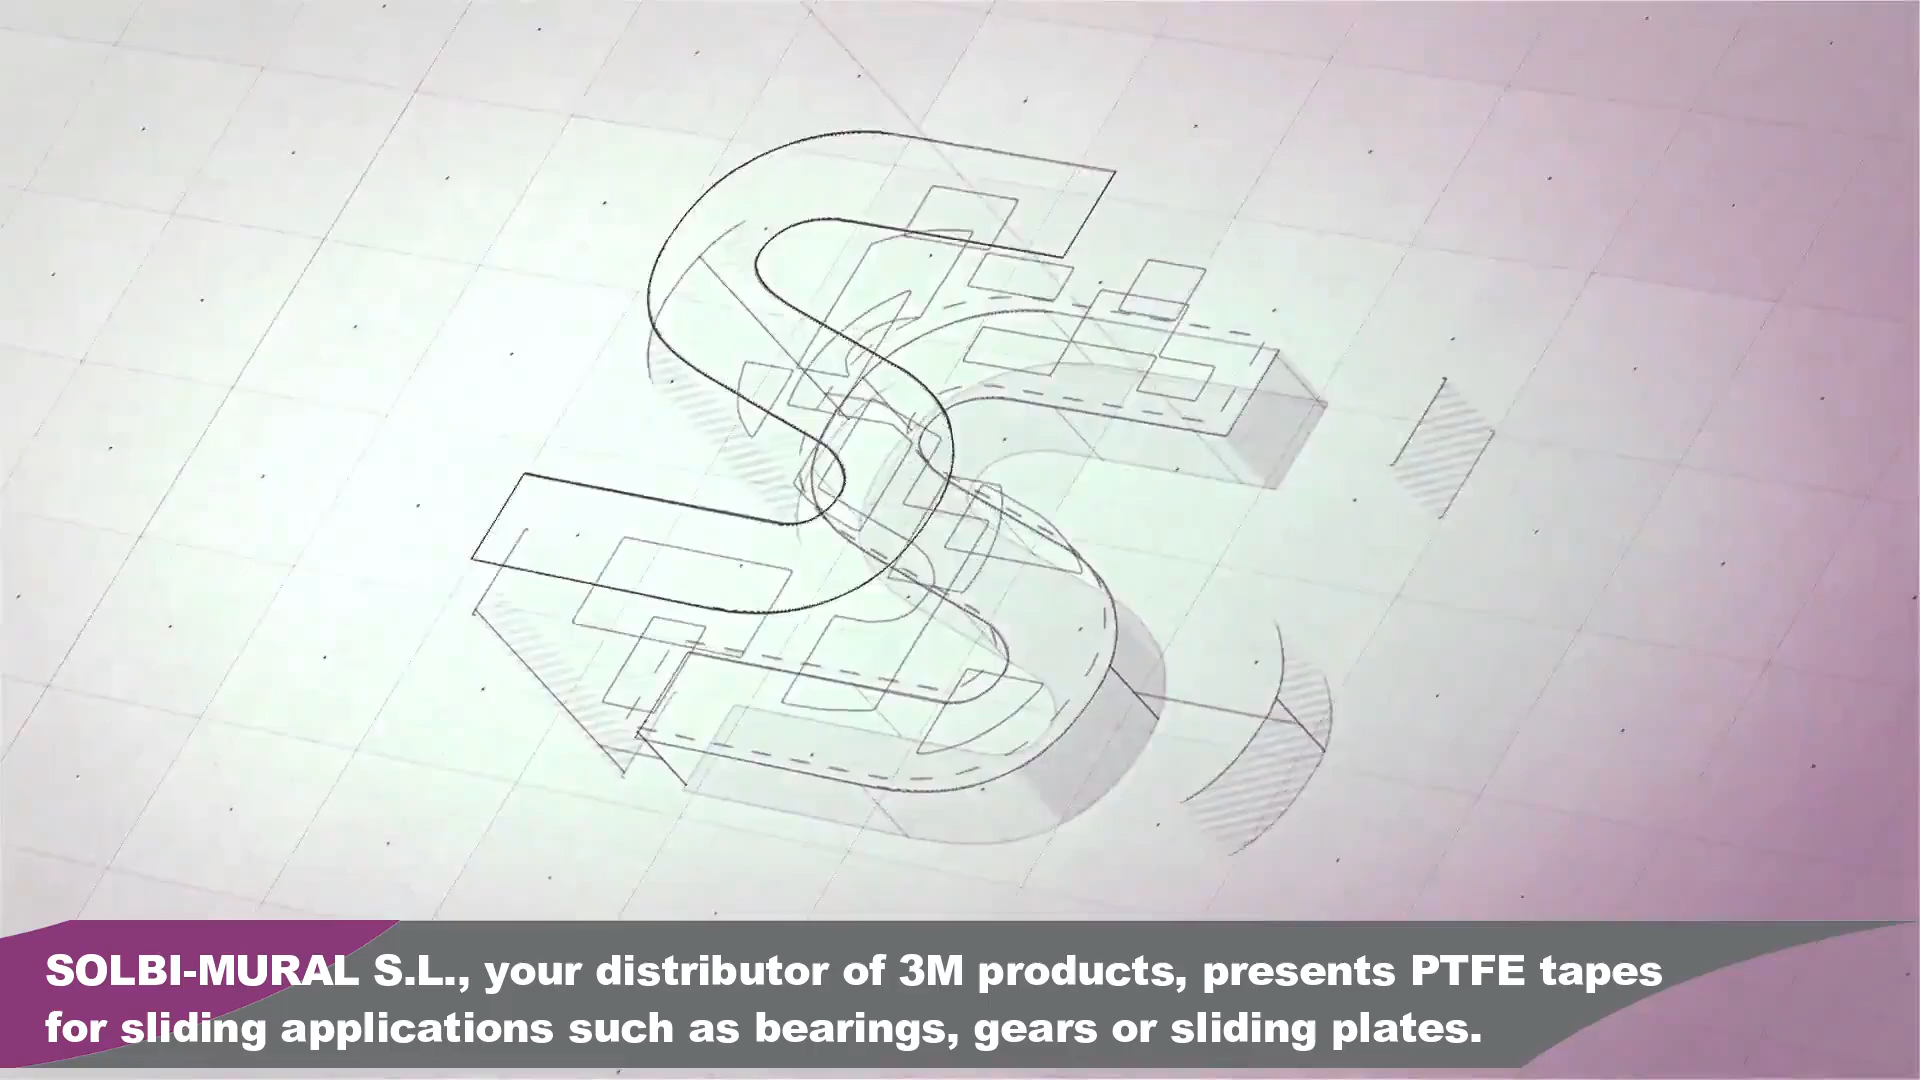 SOLBI-MURAL S.L., your distributor of 3M products, presents PTFE tapes
for sliding applications such as bearings, gears or sliding plates.